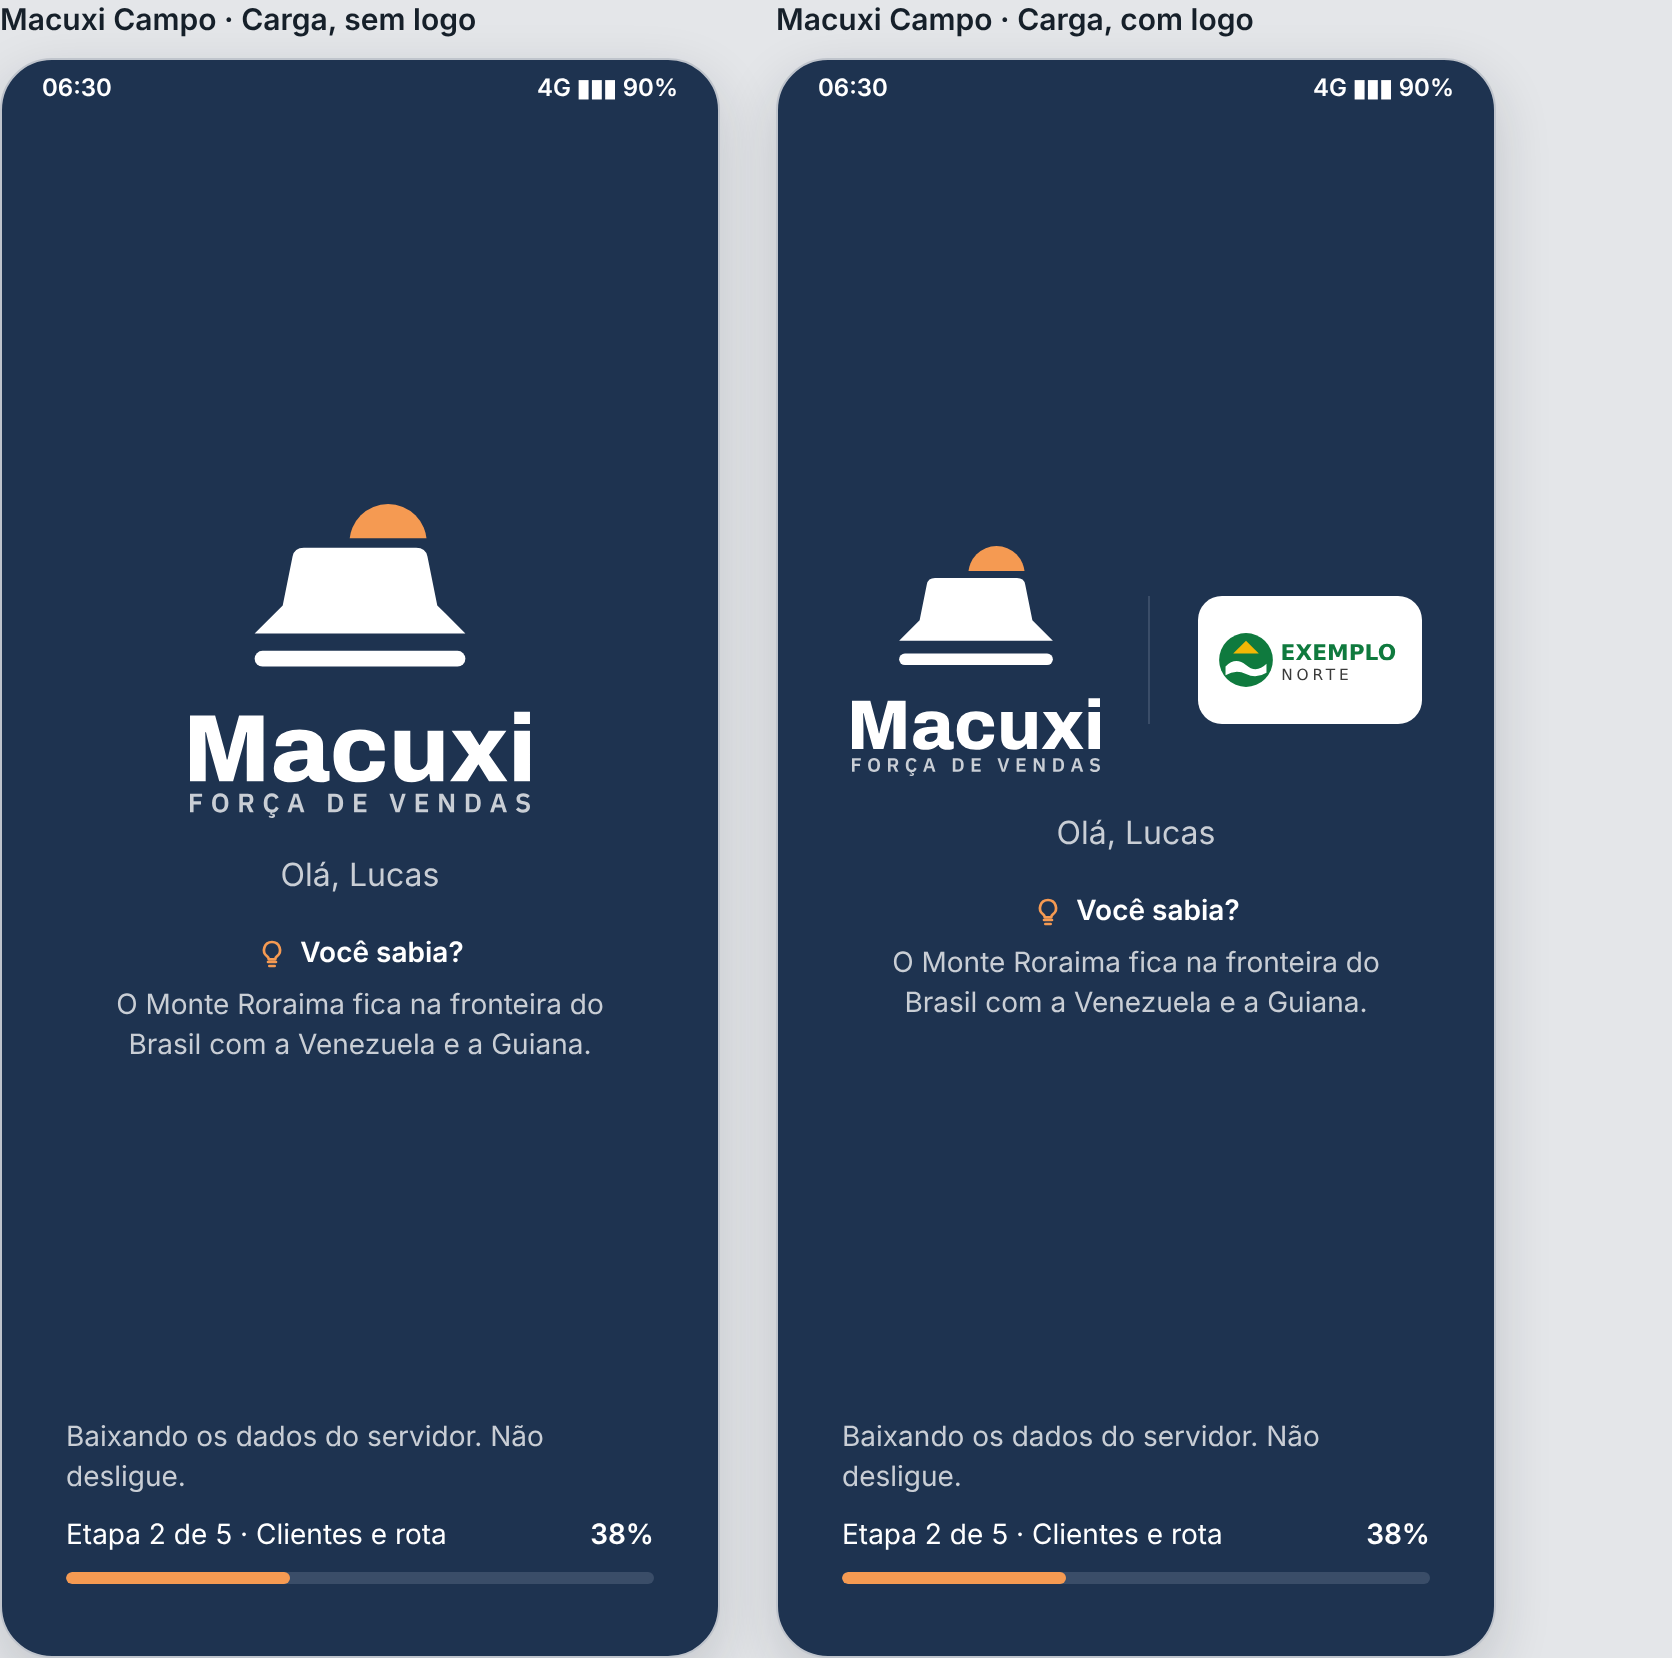 Macuxi Campo · Carga, sem logo
06:30
4G 90%
Macuxi
FORÇA DE VENDAS
Olá, Lucas
Você sabia?
O Monte Roraima fica na fronteira do
Brasil com a Venezuela e a Guiana.
Baixando os dados do servidor. Não
desligue.
Etapa 2 de 5 · Clientes e rota
38%
Macuxi Campo · Carga, com logo
06:30
4G 90%
Macuxi
FORÇA DE VENDAS
EXEMPLO
NORTE
Olá, Lucas
Você sabia?
O Monte Roraima fica na fronteira do
Brasil com a Venezuela e a Guiana.
Baixando os dados do servidor. Não
desligue.
Etapa 2 de 5 · Clientes e rota
38%